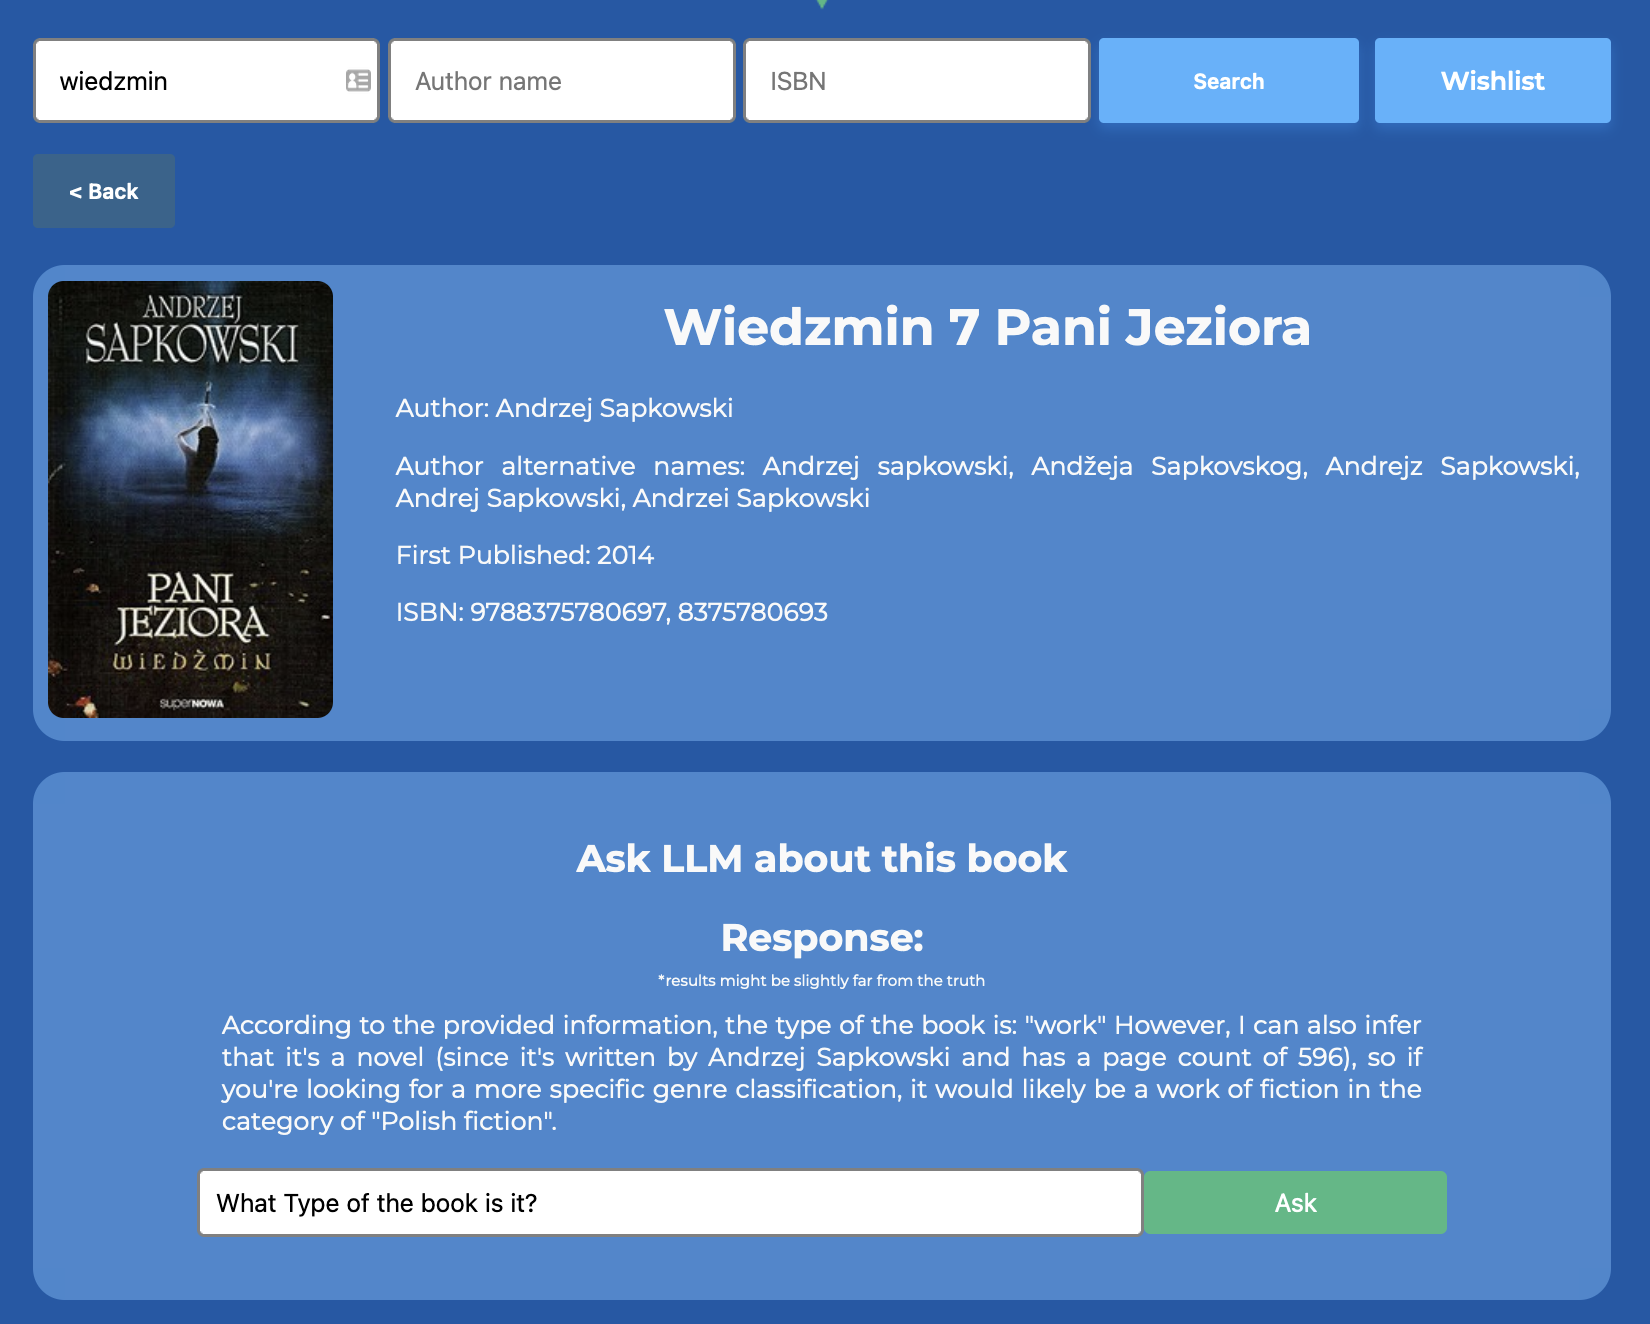 wiedzmin
Author name
ISBN
Search
Wishlist
< Back
ANDRZEJ
SAPKOWSKI
PANI
JEZIORA
WIEDŹMIN
superNOWA
Wiedzmin 7 Pani Jeziora
Author: Andrzej Sapkowski
Author alternative names: Andrzej sapkowski, Andžeja Sapkovskog, Andrejz Sapkowski,
Andrej Sapkowski, Andrzei Sapkowski
First Published: 2014
ISBN: 9788375780697, 8375780693
Ask LLM about this book
Response:
*results might be slightly far from the truth
According to the provided information, the type of the book is: "work" However, I can also infer
that it's a novel (since it's written by Andrzej Sapkowski and has a page count of 596), so if
you're looking for a more specific genre classification, it would likely be a work of fiction in the
category of "Polish fiction".
What Type of the book is it?
Ask